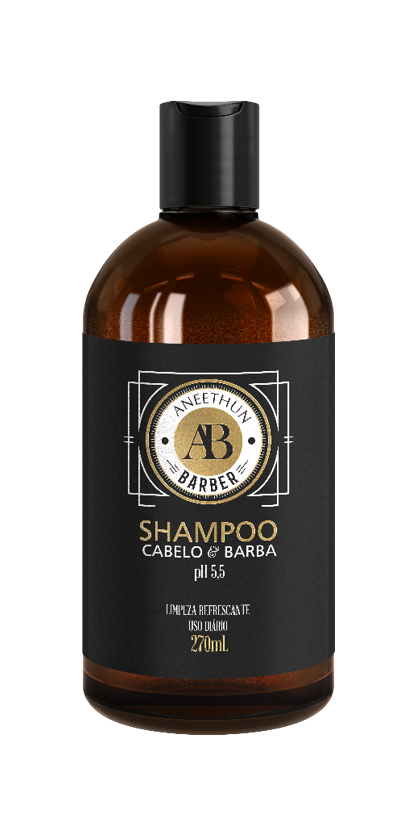 ANEETHUN
AB
BARBER
SHAMPOO
CABELO & BARBA
pH 5,5
LIMPEZA REFRESCANTE
USO DIÁRIO
270mL